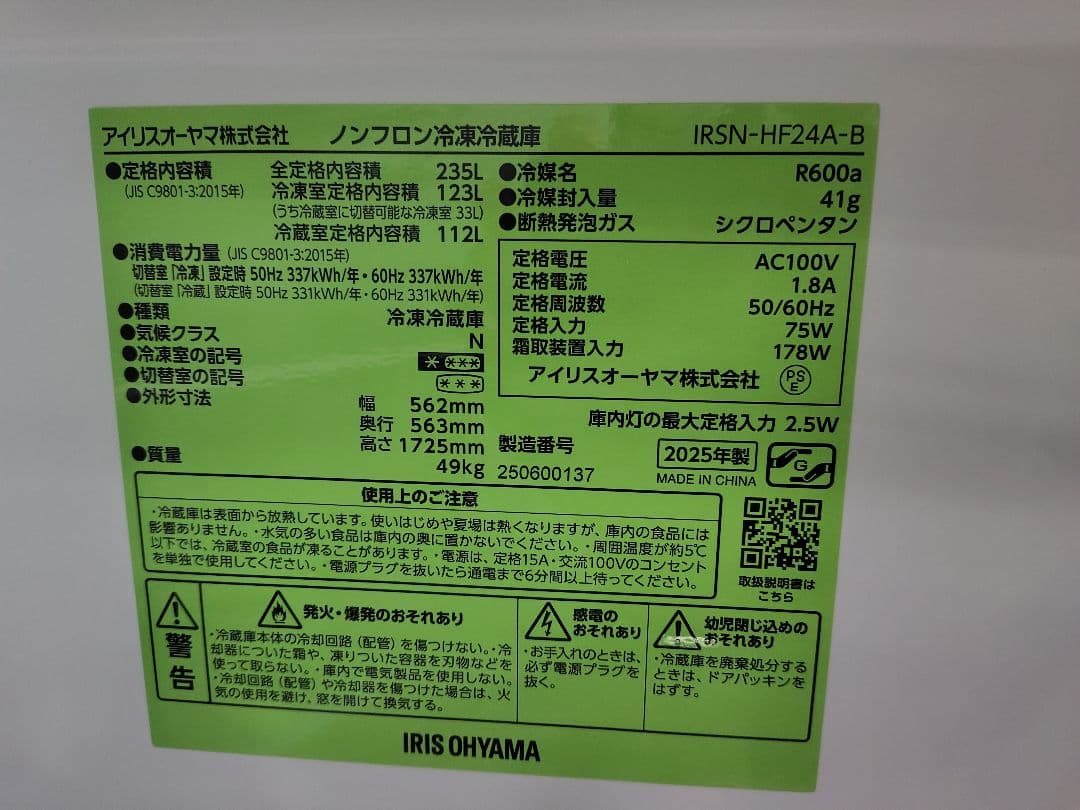 アイリスオーヤマ株式会社 ノンフロン冷凍冷蔵庫 IRSN-HF24A-B
●定格内容積 全定格内容積 235L
(JIS C9801-3:2015年) 冷凍室定格内容積 123L
(うち冷蔵室に切替可能な冷凍室 33L)
冷蔵室定格内容積 112L
●消費電力量 (JIS C9801-3:2015年)
切替室「冷凍」設定時 50Hz 337kWh/年・60Hz 337kWh/年
(切替室「冷蔵」設定時 50Hz 331kWh/年・60Hz 331kWh/年)
●種類 冷凍冷蔵庫
●気候クラス N
●冷凍室の記号
●切替室の記号
●外形寸法 幅 562mm
奥行 563mm
高さ 1725mm
●質量 49kg
●冷媒名 R600a
●冷媒封入量 41g
●断熱発泡ガス シクロペンタン
定格電圧 AC100V
定格電流 1.8A
定格周波数 50/60Hz
定格入力 75W
霜取装置入力 178W
アイリスオーヤマ株式会社 PSE
庫内灯の最大定格入力 2.5W
製造番号
250600137
2025年製
MADE IN CHINA
G
使用上のご注意
・冷蔵庫は表面から放熱しています。使いはじめや夏場は熱くなりますが、庫内の食品には
影響ありません。・水気の多い食品は庫内の奥に置かないでください。・周囲温度が約5℃
以下では、冷蔵室の食品が凍ることがあります。・電源は、定格15A・交流100Vのコンセント
を単独で使用してください。・電源プラグを抜いたら通電まで6分間以上待ってください。
取扱説明書は
こちら
警告
発火・爆発のおそれあり
・冷蔵庫本体の冷却回路(配管)を傷つけない。・冷
却器について霜や、凍りついた容器を刃物などを
使って取らない。・庫内で電気製品を使用しない。
・冷却回路(配管)や冷却器を傷つけた場合は、火
気の使用を避け、窓を開けて換気する。
感電の
おそれあり
・お手入れのときは、
必ず電源プラグを
抜く。
幼児閉じ込めの
おそれあり
・冷蔵庫を廃棄処分する
ときは、ドアパッキンを
はずす。
IRIS OHYAMA